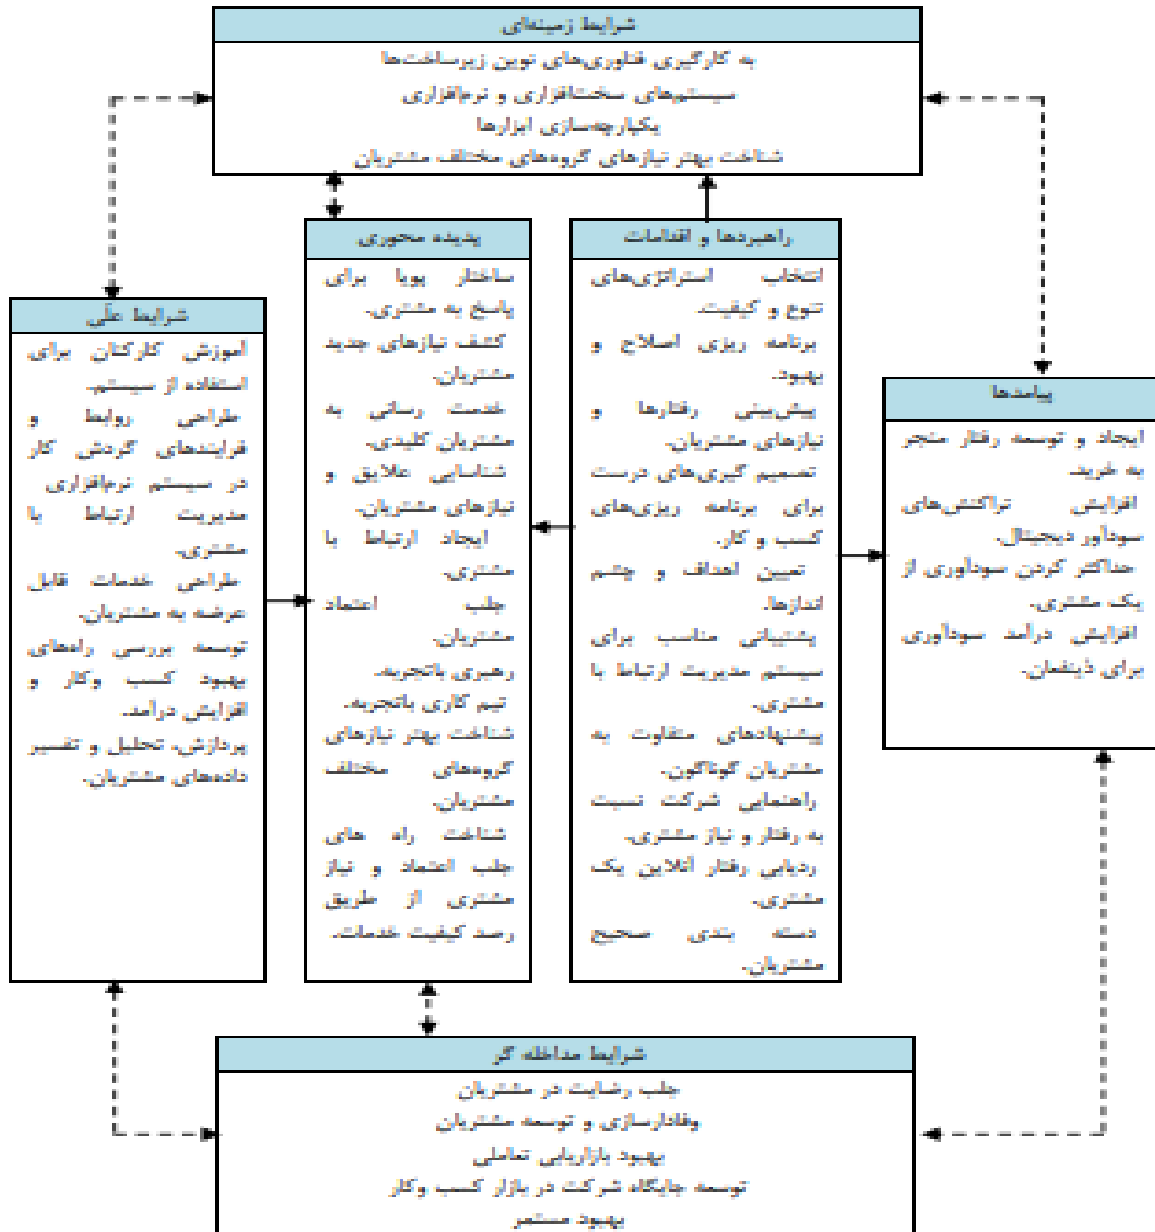 شرایط زمینه‌ای
به کارگیری فناوری‌های نوین زیرساخت‌ها
سیستم‌های سخت‌افزاری و نرم‌افزاری
یکپارچه‌سازی ابزارها
شناخت بهتر نیازهای گروه‌های مختلف مشتریان
شرایط علّی
آموزش کارکنان برای
استفاده از سیستم.
طراحی روابط و
فرایندهای گردش کار
در سیستم نرم‌افزاری
مدیریت ارتباط با
مشتری.
طراحی خدمات قابل
عرضه به مشتریان.
توسعه بررسی راه‌های
بهبود کسب وکار و
افزایش درآمد.
پردازش، تحلیل و تفسیر
داده‌های مشتریان.
پدیده محوری
ساختار پویا برای
پاسخ به مشتری.
کشف نیازهای جدید
مشتریان.
خدمت رسانی به
مشتریان کلیدی.
شناسایی علایق و
نیازهای مشتریان.
ایجاد ارتباط با
مشتری.
جلب اعتماد
مشتریان.
رهبری باتجربه.
تیم کاری باتجربه.
شناخت بهتر نیازهای
گروه‌های مختلف
مشتریان.
شناخت راه های
جلب اعتماد و نیاز
مشتری از طریق
رصد کیفیت خدمات.
راهبردها و اقدامات
انتخاب استراتژی‌های
تنوع و کیفیت.
برنامه ریزی اصلاح و
بهبود.
پیش‌بینی رفتارها و
نیازهای مشتریان.
تصمیم گیری‌های درست
برای برنامه ریزی‌های
کسب و کار.
تعیین اهداف و چشم
اندازها.
پشتیبانی مناسب برای
سیستم مدیریت ارتباط با
مشتری.
پیشنهادهای متفاوت به
مشتریان گوناگون.
راهنمایی شرکت نسبت
به رفتار و نیاز مشتری.
ردیابی رفتار آنلاین یک
مشتری.
دسته بندی صحیح
مشتریان.
پیامدها
ایجاد و توسعه رفتار منجر
به خرید.
افزایش تراکنش‌های
سودآور دیجیتال.
حداکثر کردن سودآوری از
یک مشتری.
افزایش درآمد سودآوری
برای ذینفعان.
شرایط مداخله گر
جلب رضایت در مشتریان
وفادارسازی و توسعه مشتریان
بهبود بازاریابی تعاملی
توسعه جایگاه شرکت در بازار کسب وکار
بهبود مستمر